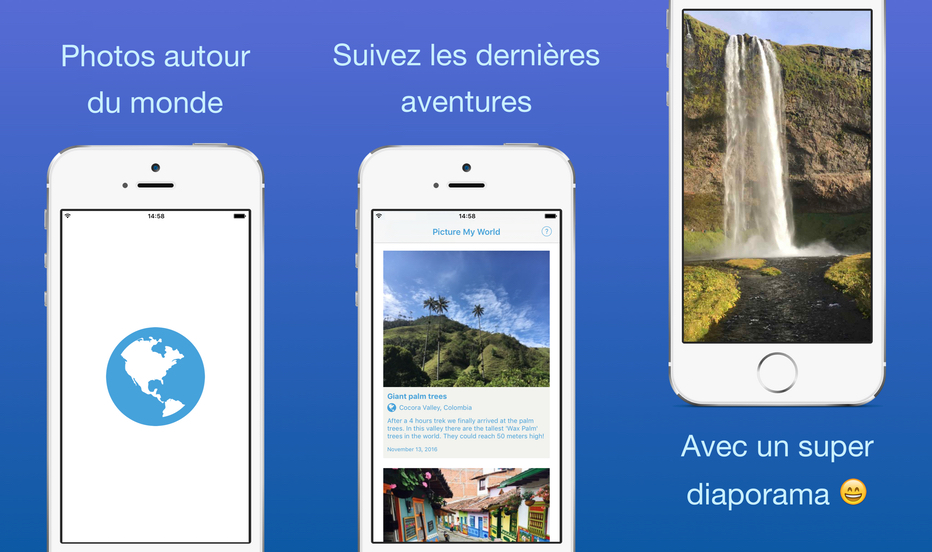 Photos autour
du monde
14:58
Suivez les dernières
aventures
14:58
Picture My World
?
Giant palm trees
Cocora Valley, Colombia
After a 4 hours trek we finally arrived at the palm
trees. In this valley there are the tallest 'Wax Palm'
trees in the world. They could reach 50 meters high!
November 13, 2016
Avec un super
diaporama 😄